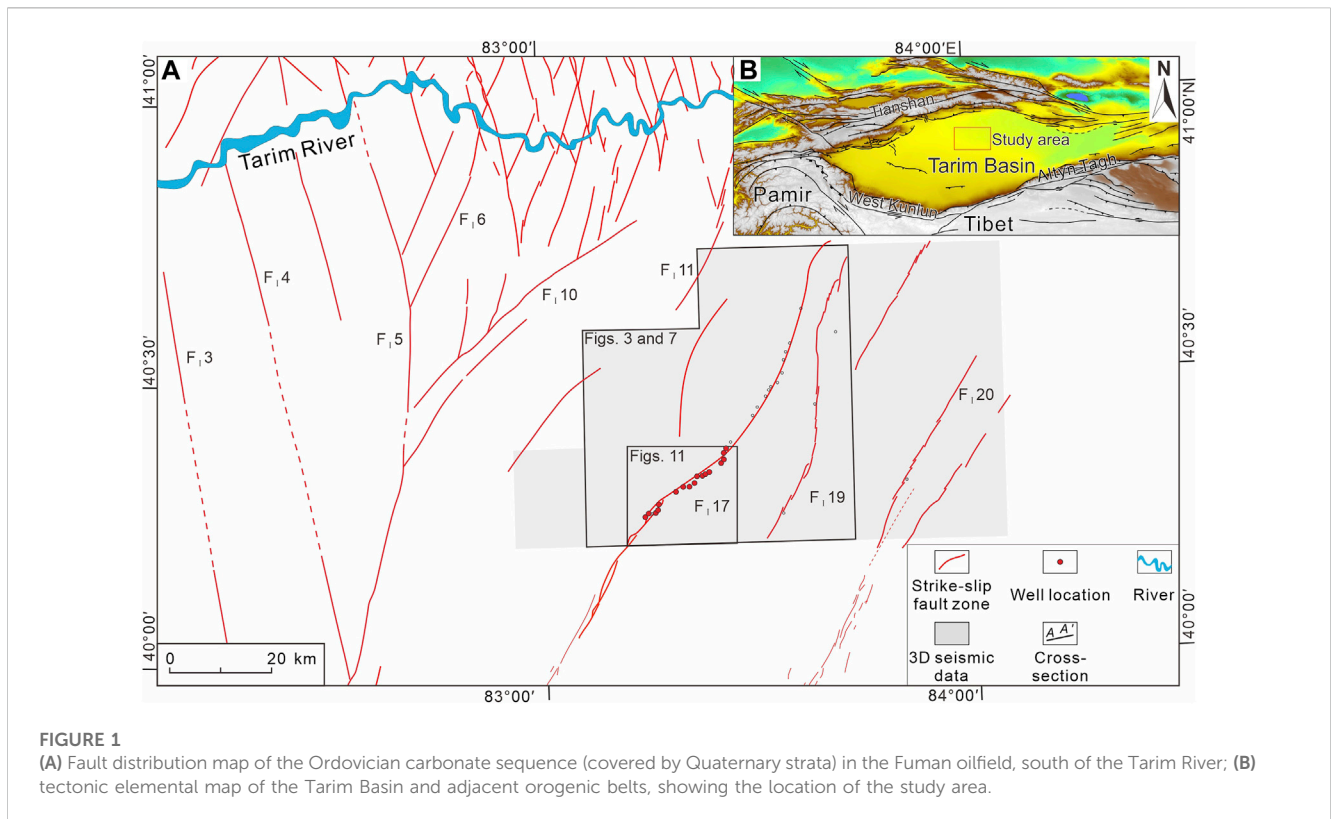 83°00′
84°00′E
A
B
N
41°00′
41°00′N
Tianshan
Study area
Tarim River
Tarim Basin
Altyn Tagh
Pamir
West Kunlun
Tibet
F I 6
F I 11
F I 4
F I 10
40°30′
40°30′
F I 5
Figs. 3 and 7
F I 3
F I 20
Figs. 11
F I 17
F I 19
Strike-slip
fault zone
Well location
River
40°00′
40°00′
0 20 km
3D seismic
data
A A'
Cross-
section
83°00′
84°00′
FIGURE 1
(A) Fault distribution map of the Ordovician carbonate sequence (covered by Quaternary strata) in the Fuman oilfield, south of the Tarim River; (B)
tectonic elemental map of the Tarim Basin and adjacent orogenic belts, showing the location of the study area.